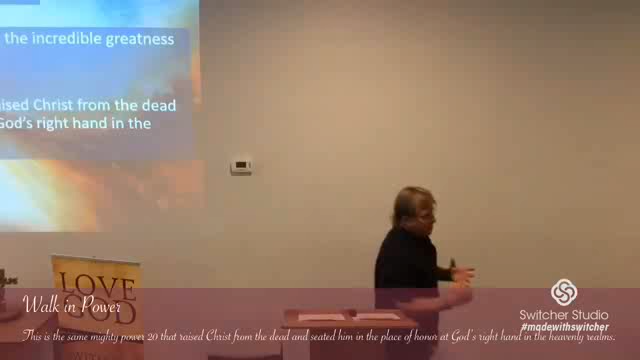 the incredible greatness
aised Christ from the dead
God's right hand in the
LOVE
GOD
Walk in Power
This is the same mighty power 20 that raised Christ from the dead and seated him in the place of honor at God's right hand in the heavenly realms.
Switcher Studio
#madewithswitcher